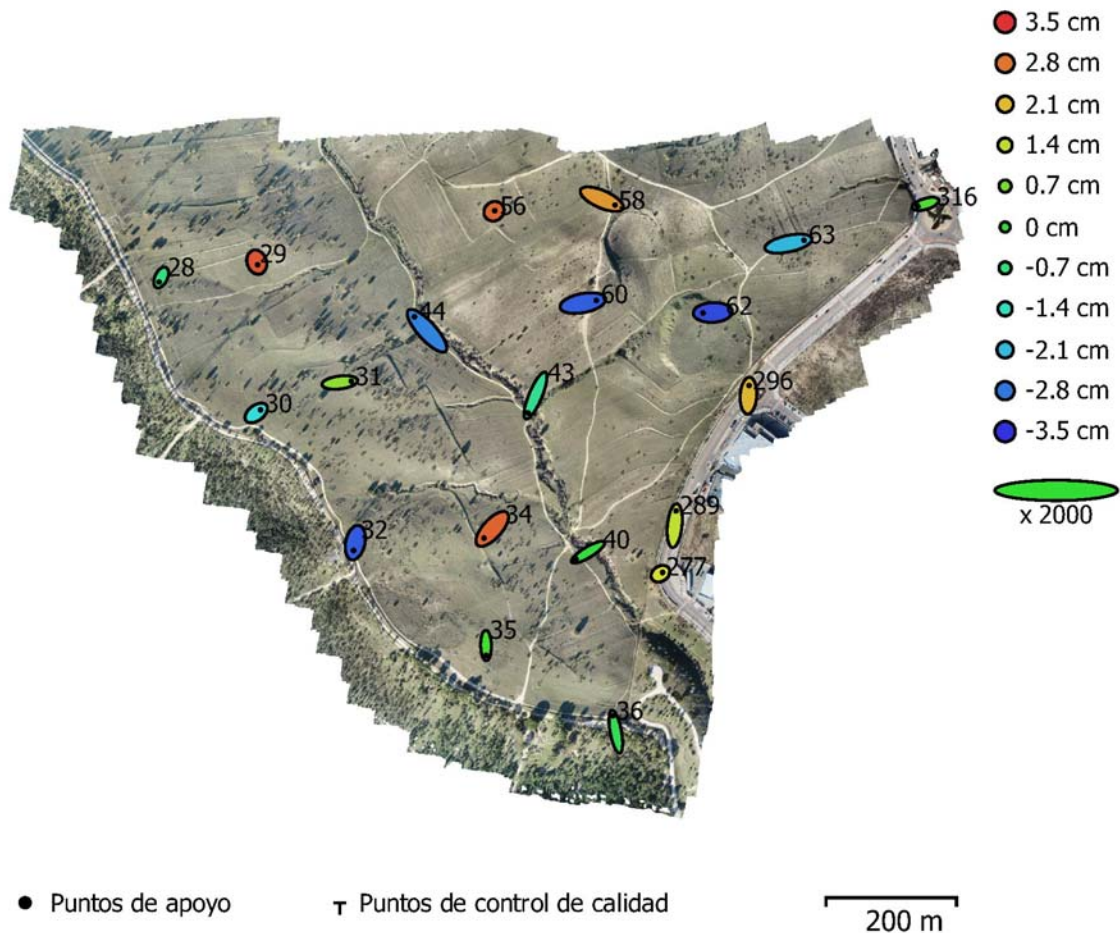 3.5 cm
2.8 cm
2.1 cm
1.4 cm
0.7 cm
0 cm
-0.7 cm
-1.4 cm
-2.1 cm
-2.8 cm
-3.5 cm
x 2000
316
58
56
63
29
28
60
62
44
43
296
31
30
34
289
32
40
277
35
36
Puntos de apoyo
Puntos de control de calidad
200 m